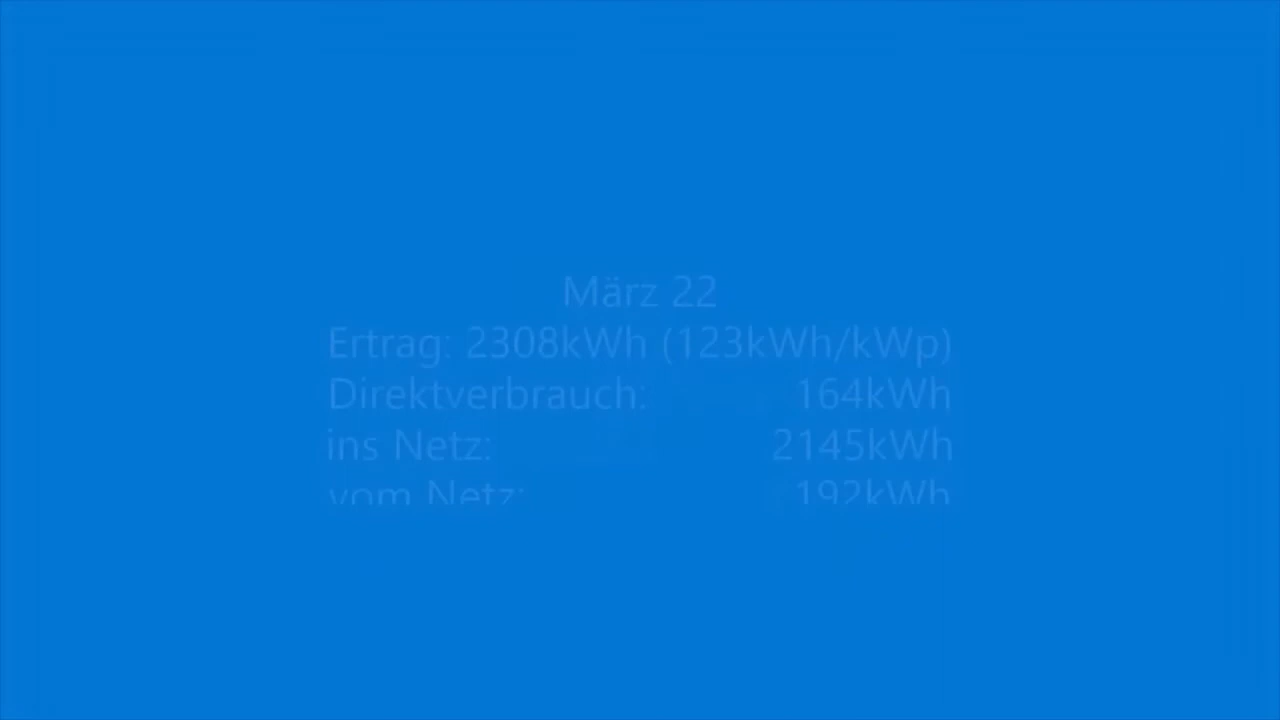 März 22
Ertrag: 2308kWh (123kWh/kWp)
Direktverbrauch: 164kWh
ins Netz: 2145kWh
vom Netz: 192kWh